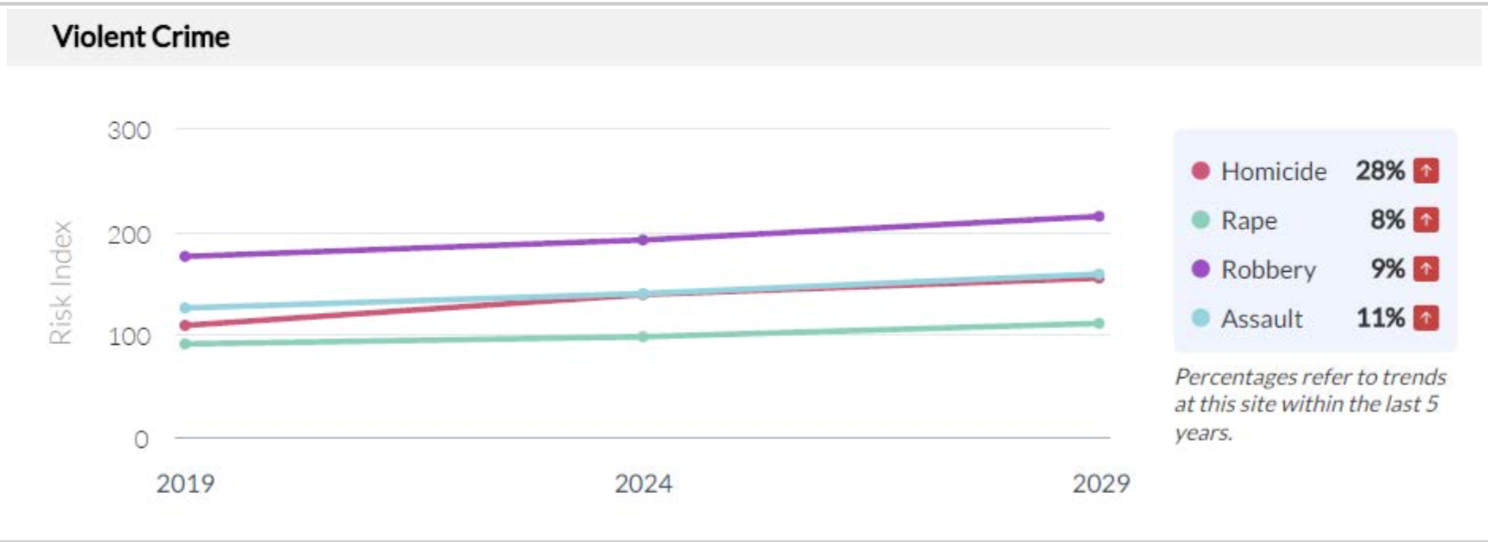 Violent Crime
300
200
100
0
Risk Index
2019 2024 2029
Homicide 28% ↑
Rape 8% ↑
Robbery 9% ↑
Assault 11% ↑
Percentages refer to trends
at this site within the last 5
years.